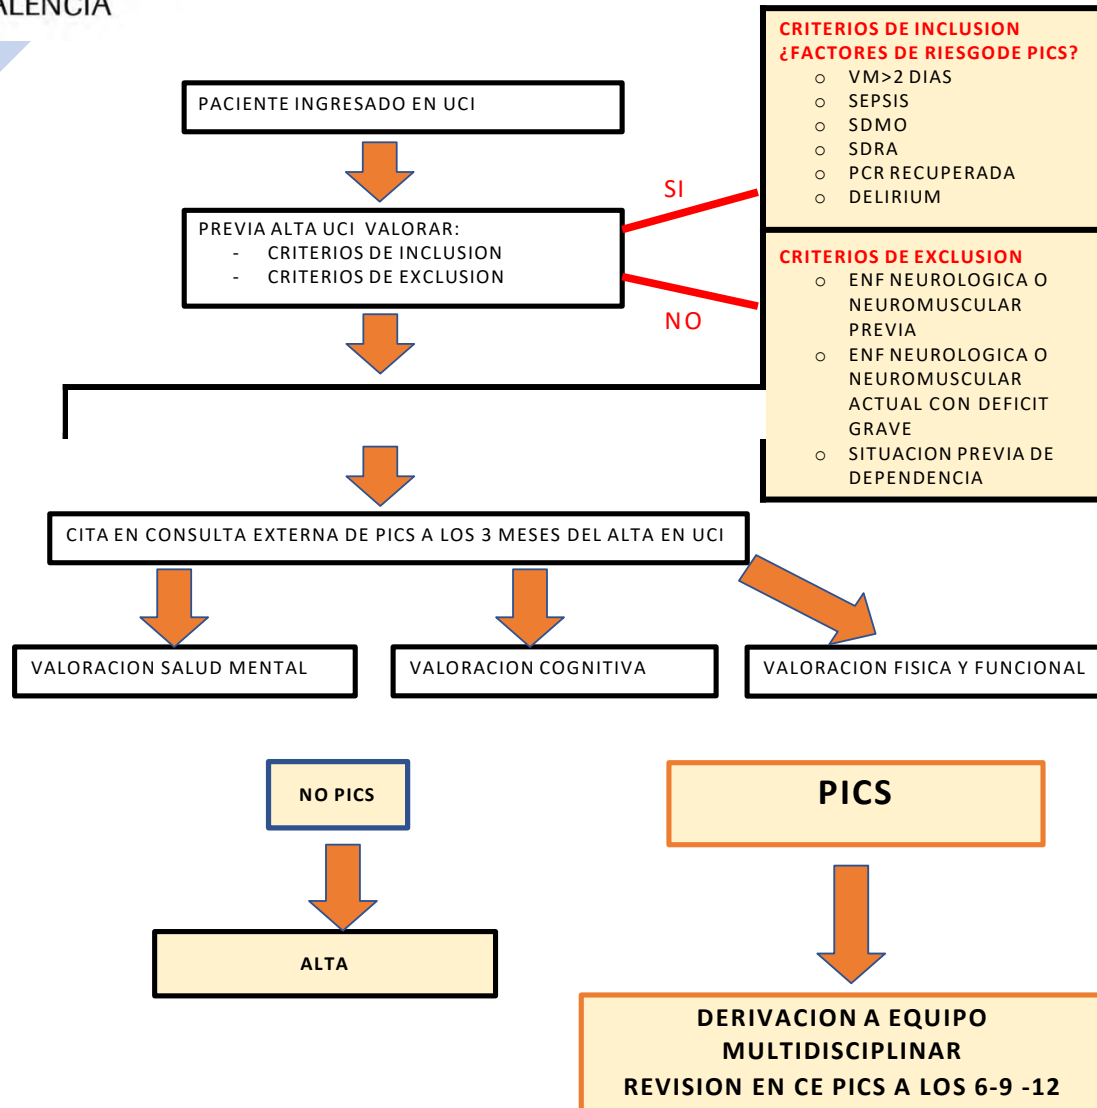 PACIENTE INGRESADO EN UCI
PREVIA ALTA UCI VALORAR:
- CRITERIOS DE INCLUSION
- CRITERIOS DE EXCLUSION
SI
NO
CRITERIOS DE INCLUSION
¿FACTORES DE RIESGODE PICS?
o VM>2 DIAS
o SEPSIS
o SDMO
o SDRA
o PCR RECUPERADA
o DELIRIUM
CRITERIOS DE EXCLUSION
o ENF NEUROLOGICA O
NEUROMUSCULAR
PREVIA
o ENF NEUROLOGICA O
NEUROMUSCULAR
ACTUAL CON DEFICIT
GRAVE
o SITUACION PREVIA DE
DEPENDENCIA
CITA EN CONSULTA EXTERNA DE PICS A LOS 3 MESES DEL ALTA EN UCI
VALORACION SALUD MENTAL
VALORACION COGNITIVA
VALORACION FISICA Y FUNCIONAL
NO PICS
PICS
ALTA
DERIVACION A EQUIPO
MULTIDISCIPLINAR
REVISION EN CE PICS A LOS 6-9 -12